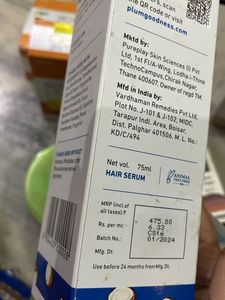 rs, scan
the QR code or visit
plumgoodness.com
Mktd by:
Pureplay Skin Sciences (I) Pvt
Ltd, 1st Fl/A-Wing, Lodha i-Think
TechnoCampus, Chirak Nagar,
Thane 400607. Owner of regd TM.
Mfd in India by:
Vardhaman Remedies Pvt Ltd,
Plot No. J-101 & J-102, MIDC,
Tarapur Indl. Area, Boisar,
Dist. Palghar 401506. M. L. No.:
KD/C/494
Net vol. 75ml
HAIR SERUM
MRP (incl.of
all taxes): ₹
Rs. per ml:
Batch No.:
Mfg. Dt:
475.00
6.33
CS16
01/2024
Use before 24 months from Mfg. Dt.